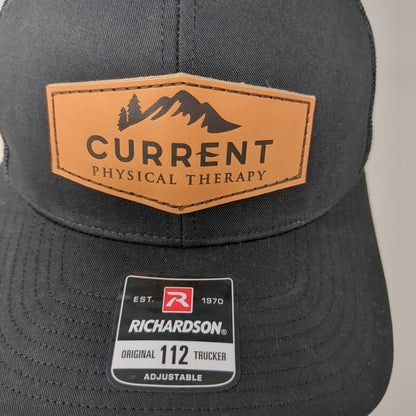 CURRENT
PHYSICAL THERAPY
EST. R 1970
RICHARDSON®
ORIGINAL 112 TRUCKER
ADJUSTABLE